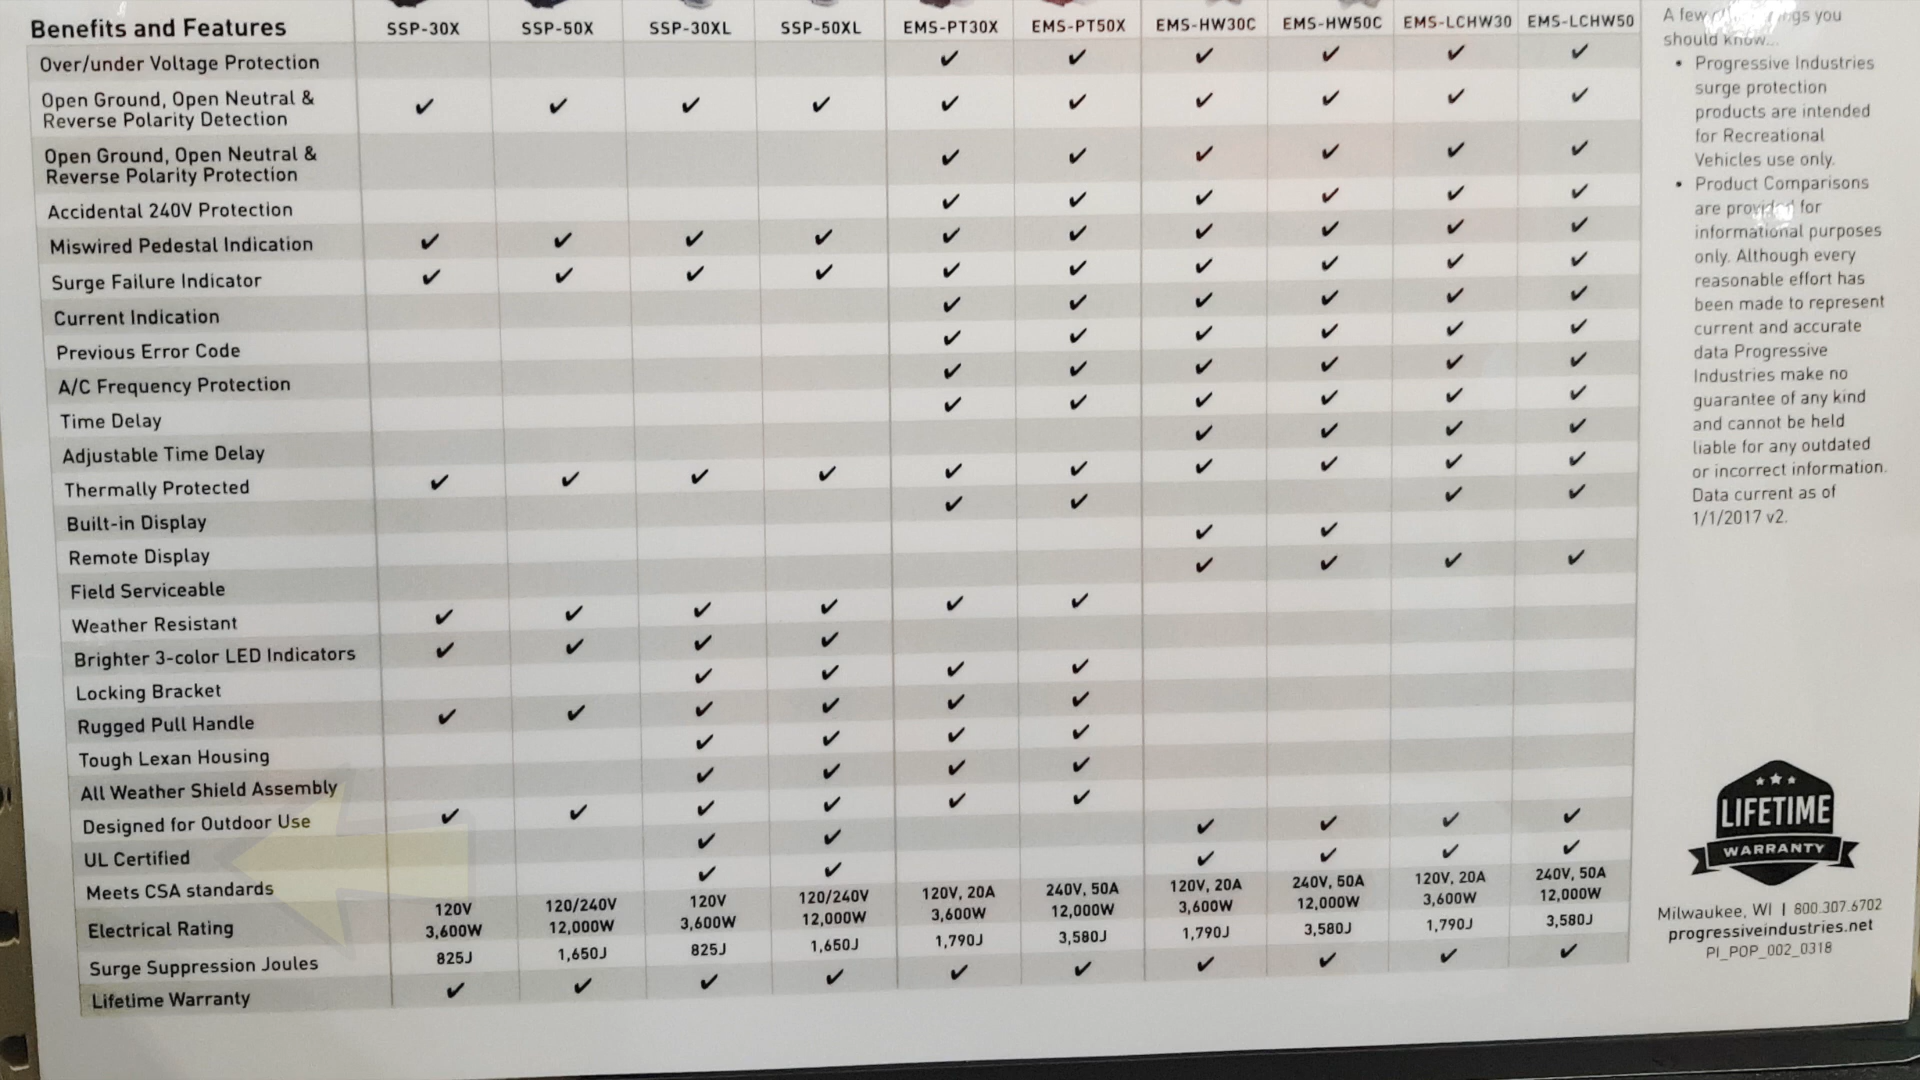 Benefits and Features SSP-30X SSP-50X SSP-30XL SSP-50XL EMS-PT30X EMS-PT50X EMS-HW30C EMS-HW50C EMS-LCHW30 EMS-LCHW50
Over/under Voltage Protection ✓ ✓ ✓ ✓ ✓ ✓
Open Ground, Open Neutral &
Reverse Polarity Detection ✓ ✓ ✓ ✓ ✓ ✓ ✓ ✓ ✓ ✓
Open Ground, Open Neutral &
Reverse Polarity Protection ✓ ✓ ✓ ✓ ✓ ✓
Accidental 240V Protection ✓ ✓ ✓ ✓ ✓ ✓
Miswired Pedestal Indication ✓ ✓ ✓ ✓ ✓ ✓ ✓ ✓ ✓ ✓
Surge Failure Indicator ✓ ✓ ✓ ✓ ✓ ✓ ✓ ✓ ✓ ✓
Current Indication ✓ ✓ ✓ ✓ ✓ ✓
Previous Error Code ✓ ✓ ✓ ✓ ✓ ✓
A/C Frequency Protection ✓ ✓ ✓ ✓ ✓ ✓
Time Delay ✓ ✓ ✓ ✓ ✓ ✓
Adjustable Time Delay ✓ ✓ ✓ ✓
Thermally Protected ✓ ✓ ✓ ✓ ✓ ✓ ✓ ✓ ✓ ✓
Built-in Display ✓ ✓ ✓ ✓
Remote Display ✓ ✓
Field Serviceable ✓ ✓ ✓ ✓
Weather Resistant ✓ ✓ ✓ ✓ ✓ ✓
Brighter 3-color LED Indicators ✓ ✓ ✓ ✓
Locking Bracket ✓ ✓ ✓ ✓
Rugged Pull Handle ✓ ✓ ✓ ✓ ✓ ✓
Tough Lexan Housing ✓ ✓ ✓ ✓
All Weather Shield Assembly ✓ ✓ ✓ ✓
Designed for Outdoor Use ✓ ✓ ✓ ✓ ✓ ✓
UL Certified ✓ ✓ ✓ ✓ ✓ ✓
Meets CSA standards ✓ ✓ ✓ ✓ ✓ ✓
Electrical Rating 120V 120/240V 120V 120/240V 120V, 20A 240V, 50A 120V, 20A 240V, 50A 120V, 20A 240V, 50A
3,600W 12,000W 3,600W 12,000W 3,600W 12,000W 3,600W 12,000W 3,600W 12,000W
Surge Suppression Joules 825J 1,650J 825J 1,650J 1,790J 3,580J 1,790J 3,580J 1,790J 3,580J
Lifetime Warranty ✓ ✓ ✓ ✓ ✓ ✓ ✓ ✓ ✓ ✓
A few you
should know...
• Progressive Industries
surge protection
products are intended
for Recreational
Vehicles use only.
• Product Comparisons
are provided for
informational purposes
only. Although every
reasonable effort has
been made to represent
current and accurate
data Progressive
Industries make no
guarantee of any kind
and cannot be held
liable for any outdated
or incorrect information.
Data current as of
1/1/2017 v2.
LIFETIME
WARRANTY
Milwaukee, WI | 800.307.6702
progressiveindustries.net
PI_POP_002_0318